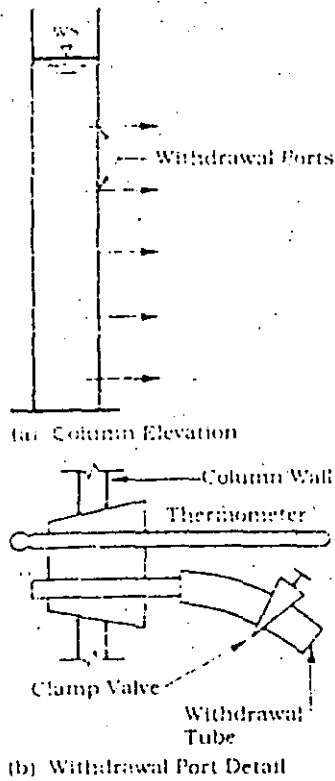 WS
Withdrawal Ports
(a) Column Elevation
Column Wall
Thermometer
Clamp Valve
Withdrawal
Tube
(b) Withdrawal Port Detail